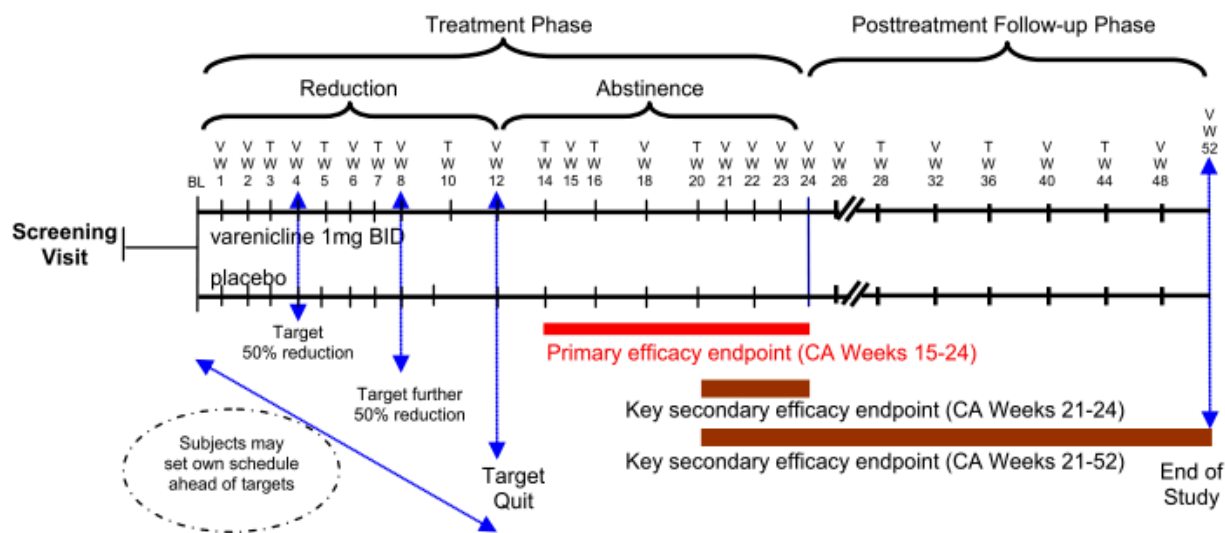 Treatment Phase
Posttreatment Follow-up Phase
Reduction
Abstinence
V V T V T V T V T V T V T V T V V V V V T V T V T V V
W W W W W W W W W W W W W W W W W W W W W W W W W W W
BL 1 2 3 4 5 6 7 8 10 12 14 15 16 18 20 21 22 23 24 26 28 32 36 40 44 48 52
Screening
Visit
varenicline 1mg BID
placebo
Target
50% reduction
Primary efficacy endpoint (CA Weeks 15-24)
Target further
50% reduction
Key secondary efficacy endpoint (CA Weeks 21-24)
Subjects may
set own schedule
ahead of targets
Key secondary efficacy endpoint (CA Weeks 21-52)
Target
Quit
End of
Study